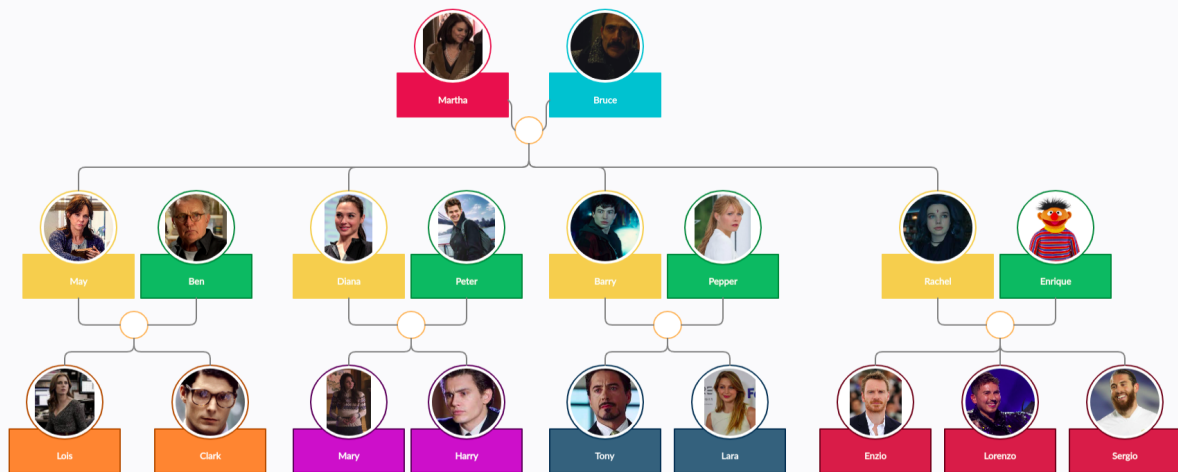 Martha
Bruce
May
Ben
Diana
Peter
Barry
Pepper
Rachel
Enrique
Lois
Clark
Mary
Harry
Tony
Lara
Enzio
Lorenzo
Sergio